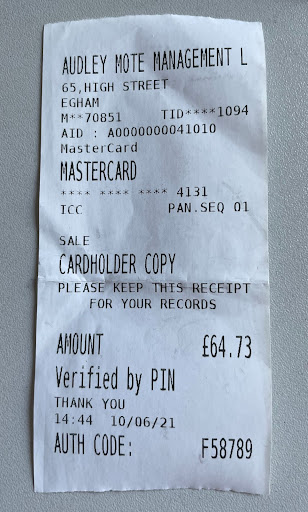 AUDLEY MOTE MANAGEMENT L
65,HIGH STREET
EGHAM
M**70851 TID****1094
AID : A0000000041010
MasterCard
MASTERCARD
**** **** **** 4131
ICC PAN.SEQ 01
SALE
CARDHOLDER COPY
PLEASE KEEP THIS RECEIPT
FOR YOUR RECORDS
AMOUNT £64.73
Verified by PIN
THANK YOU
14:44 10/06/21
AUTH CODE: F58789